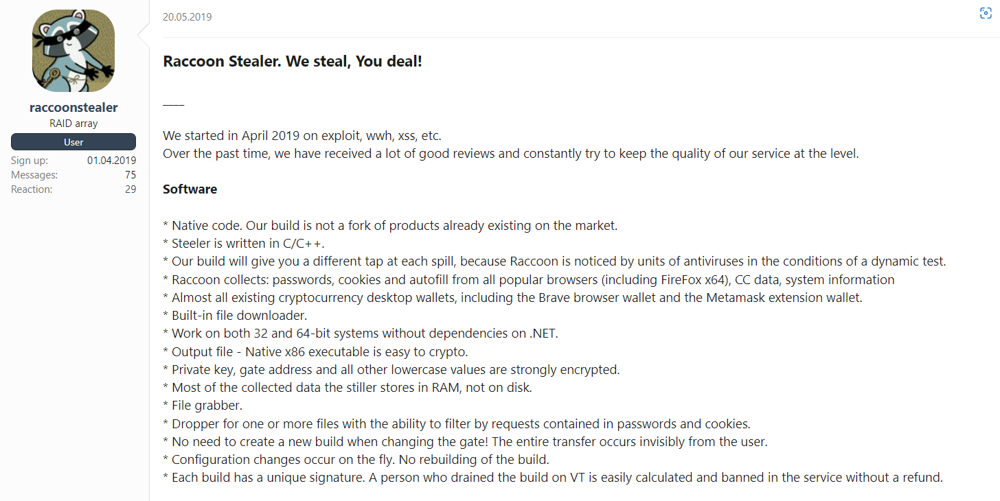 20.05.2019
Raccoon Stealer. We steal, You deal!
____
raccoonstealer
RAID array
User
Sign up: 01.04.2019
Messages: 75
Reaction: 29
We started in April 2019 on exploit, wwh, xss, etc.
Over the past time, we have received a lot of good reviews and constantly try to keep the quality of our service at the level.
Software
* Native code. Our build is not a fork of products already existing on the market.
* Steeler is written in C/C++.
* Our build will give you a different tap at each spill, because Raccoon is noticed by units of antiviruses in the conditions of a dynamic test.
* Raccoon collects: passwords, cookies and autofill from all popular browsers (including FireFox x64), CC data, system information
* Almost all existing cryptocurrency desktop wallets, including the Brave browser wallet and the Metamask extension wallet.
* Built-in file downloader.
* Work on both 32 and 64-bit systems without dependencies on .NET.
* Output file - Native x86 executable is easy to crypto.
* Private key, gate address and all other lowercase values are strongly encrypted.
* Most of the collected data the stiller stores in RAM, not on disk.
* File grabber.
* Dropper for one or more files with the ability to filter by requests contained in passwords and cookies.
* No need to create a new build when changing the gate! The entire transfer occurs invisibly from the user.
* Configuration changes occur on the fly. No rebuilding of the build.
* Each build has a unique signature. A person who drained the build on VT is easily calculated and banned in the service without a refund.